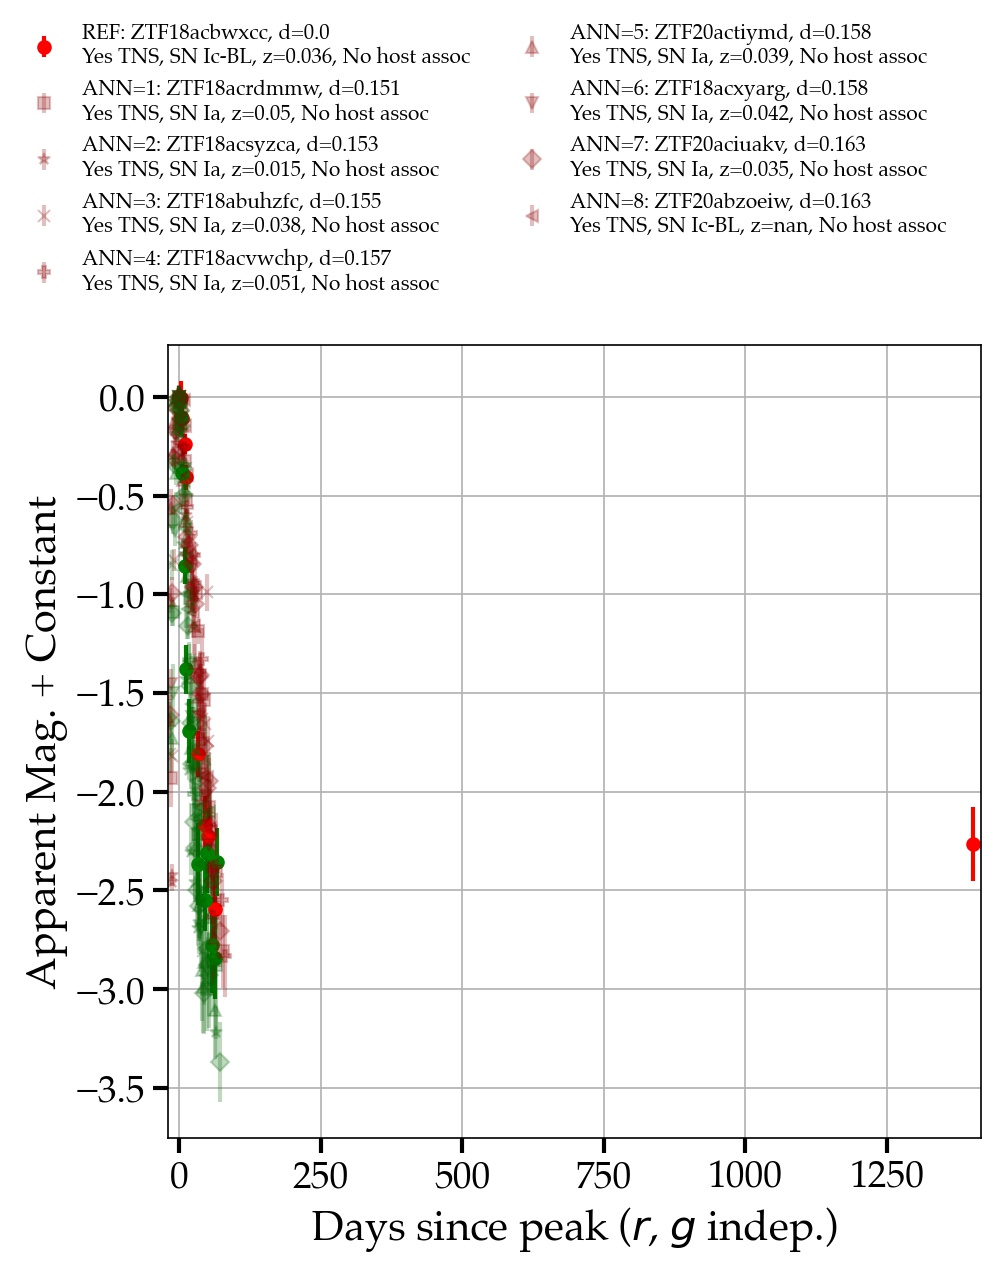 REF: ZTF18acbwxcc, d=0.0
Yes TNS, SN Ic-BL, z=0.036, No host assoc
ANN=1: ZTF18acrdmmw, d=0.151
Yes TNS, SN Ia, z=0.05, No host assoc
ANN=2: ZTF18acsyzca, d=0.153
Yes TNS, SN Ia, z=0.015, No host assoc
ANN=3: ZTF18abuhzfc, d=0.155
Yes TNS, SN Ia, z=0.038, No host assoc
ANN=4: ZTF18acvwchp, d=0.157
Yes TNS, SN Ia, z=0.051, No host assoc
ANN=5: ZTF20actiymd, d=0.158
Yes TNS, SN Ia, z=0.039, No host assoc
ANN=6: ZTF18acxyarg, d=0.158
Yes TNS, SN Ia, z=0.042, No host assoc
ANN=7: ZTF20aciuakv, d=0.163
Yes TNS, SN Ia, z=0.035, No host assoc
ANN=8: ZTF20abzoeiw, d=0.163
Yes TNS, SN Ic-BL, z=nan, No host assoc
Apparent Mag. + Constant
0.0
−0.5
−1.0
−1.5
−2.0
−2.5
−3.0
−3.5
0 250 500 750 1000 1250
Days since peak (r, g indep.)